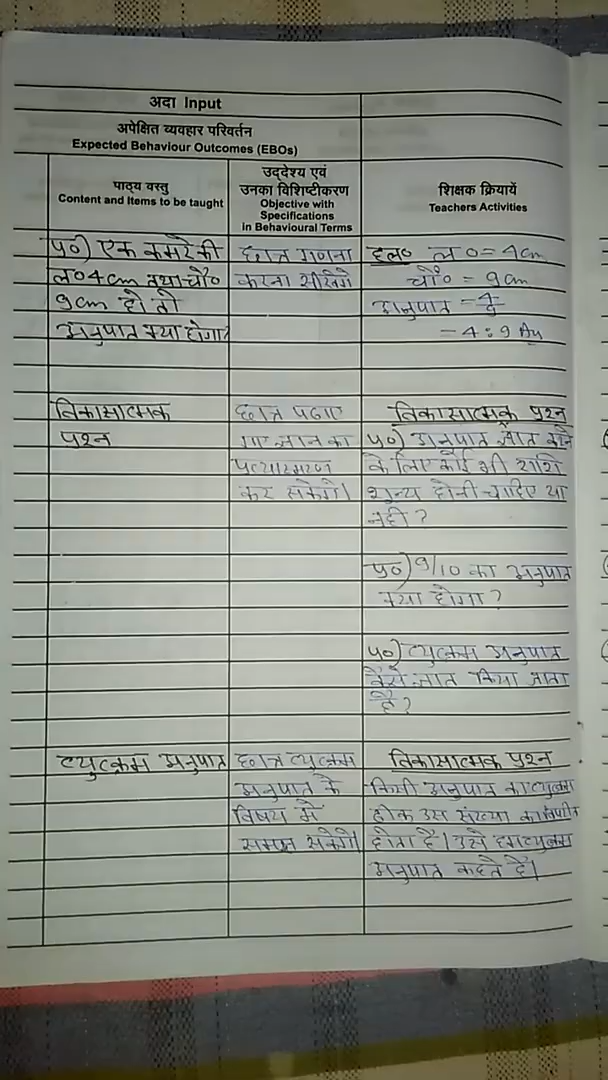 अदा Input
अपेक्षित व्यवहार परिवर्तन
Expected Behaviour Outcomes (EBOs)
पाठ्य वस्तु
Content and Items to be taught
उद्देश्य एवं
उनका विशिष्टीकरण
Objective with
Specifications
in Behavioural Terms
शिक्षक क्रियायें
Teachers Activities
प्र०) एक कमरे की
ल० 4cm तथा चौ०
9cm हो तो
अनुपात क्या होगा?
छात्र गणना
करना सीखेंगे
हल० ल० = 4cm
चौ० = 9cm
अनुपात = 4/9
= 4:9 Au
विकासात्मक
प्रश्न
छात्र पढाए
गए ज्ञान का
प्रत्यास्मरण
कर सकेंगे।
विकासात्मक प्रश्न
प्र०) अनुपात ज्ञात करने
के लिए कोई भी राशि
शून्य होनी चाहिए या
नहीं?
प्र०) 9/10 का अनुपात
क्या होगा?
प्र०) व्युत्क्रम अनुपात
कैसे ज्ञात किया जाता
है?
व्युत्क्रम अनुपात
छात्र व्युत्क्रम
अनुपात के
विषय में
समझ सकेंगे।
विकासात्मक प्रश्न
किसी अनुपात का व्युत्क्रम
ठीक उस संख्या का विपरीत
होता है। उसे हम व्युत्क्रम
अनुपात कहते हैं।